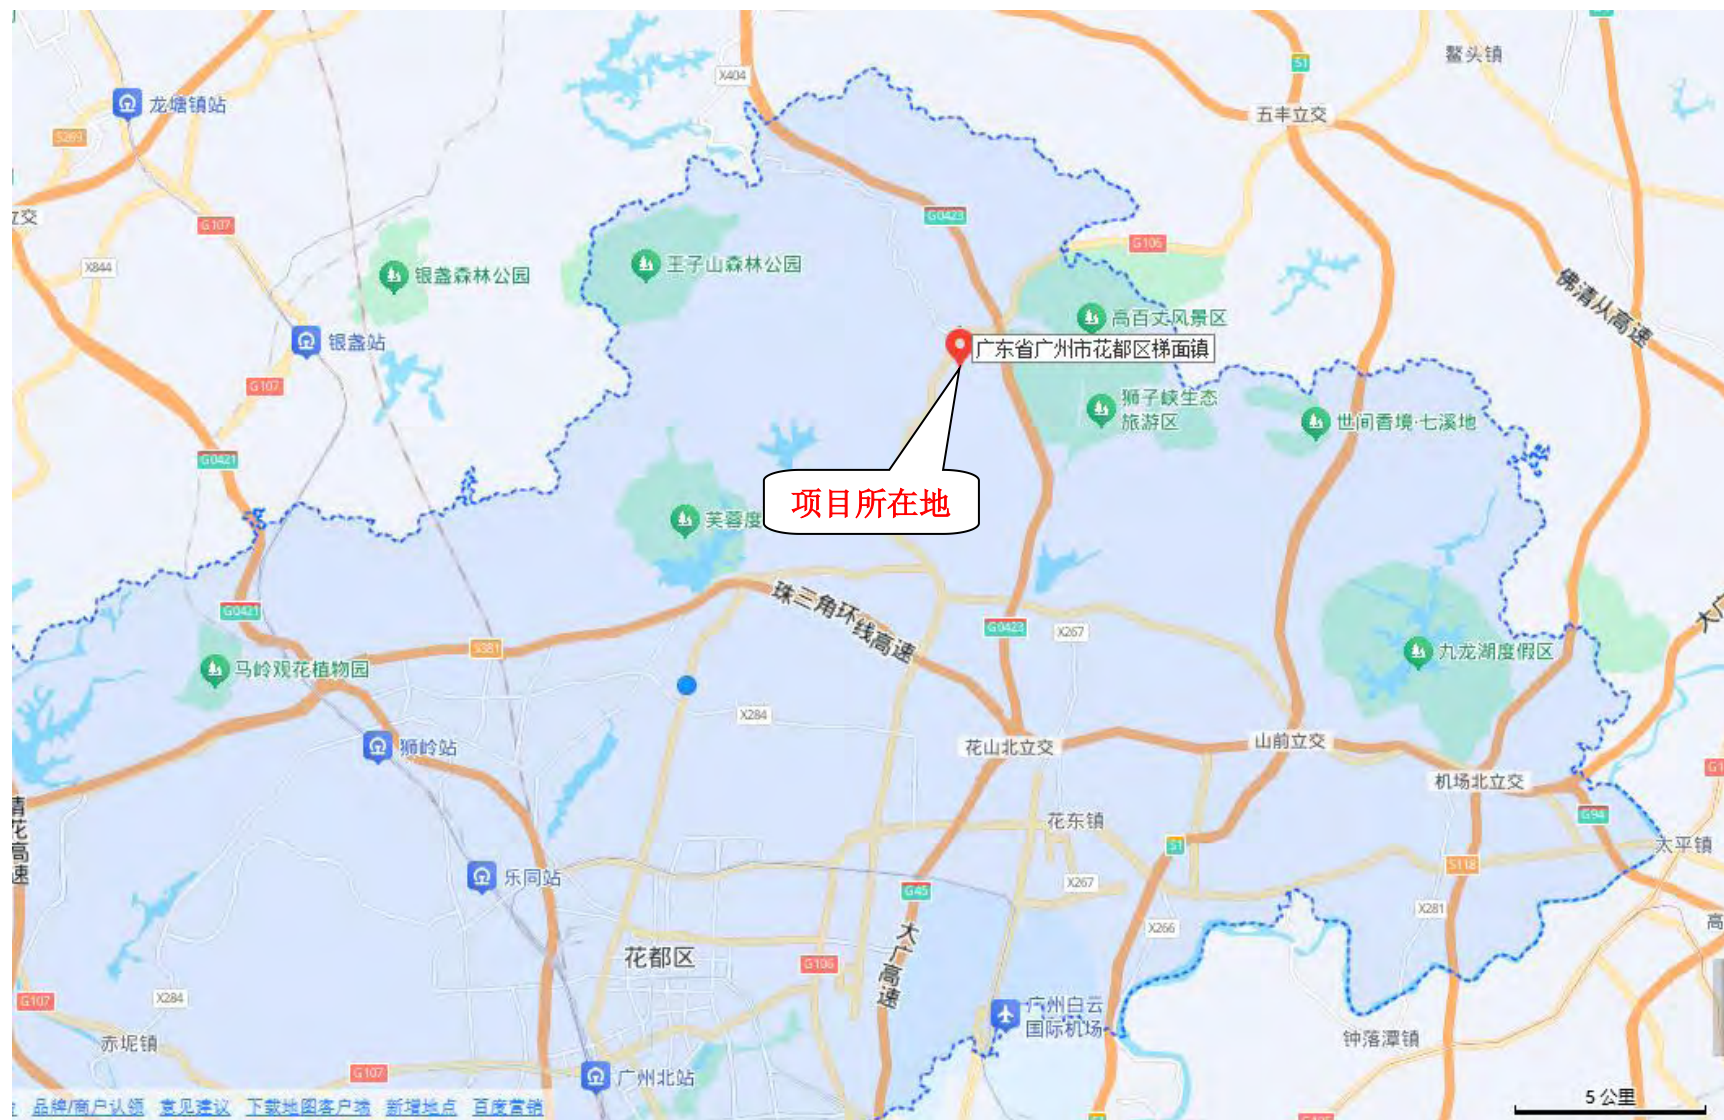 鳌头镇
X404
S1
龙塘镇站
五丰立交
S269
立交
G107
G0423
G106
X844
王子山森林公园
银盏森林公园
佛清从高速
高百丈风景区
银盏站
广东省广州市花都区梯面镇
G107
狮子峡生态
旅游区
世间香境·七溪地
G0421
项目所在地
芙蓉度
珠三角环线高速
G0421
G0423
X267
大广
S381
九龙湖度假区
马岭观花植物园
X284
狮岭站
花山北立交
山前立交
机场北立交
清花高速
G94
花东镇
S1
太平镇
S118
乐同站
X267
G45
X281
高
X266
大广高速
花都区
G106
X284
G107
广州白云
国际机场
赤坭镇
钟落潭镇
G107
广州北站
5公里
品牌/商户认领 意见建议 下载地图客户端 新增地点 百度营销